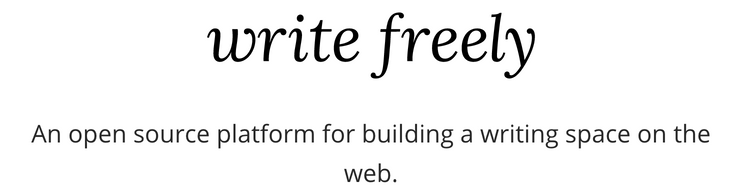 write freely
An open source platform for building a writing space on the
web.